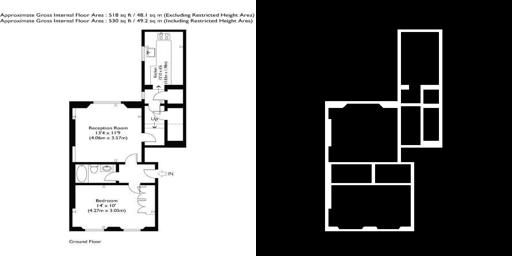 Approximate Gross Internal Floor Area : 518 sq ft / 48.1 sq m (Excluding Restricted Height Area)
Approximate Gross Internal Floor Area : 530 sq ft / 49.2 sq m (Including Restricted Height Area)
Kitchen
Up
Reception Room
13'4 x 11'9
(4.06m x 3.57m)
IN
Bedroom
14' x 10'
(4.27m x 3.05m)
Ground Floor